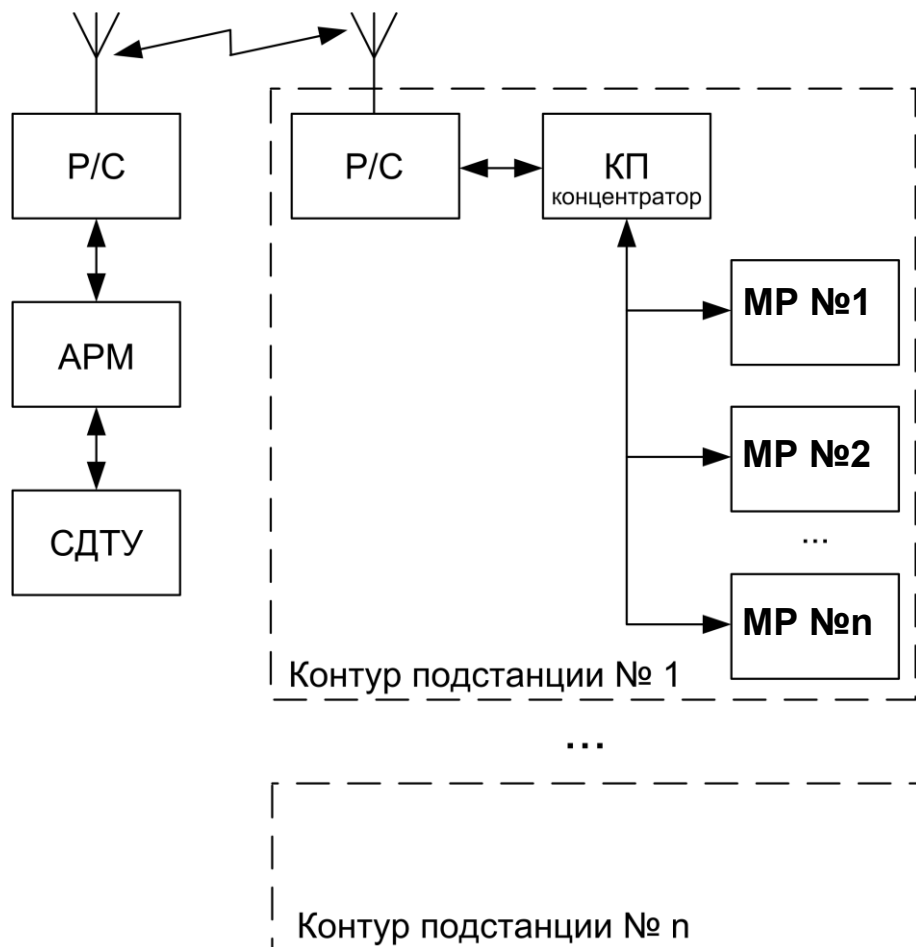 Р/С
Р/С
КП
концентратор
АРМ
МР №1
СДТУ
МР №2
...
МР №n
Контур подстанции № 1
...
Контур подстанции № n